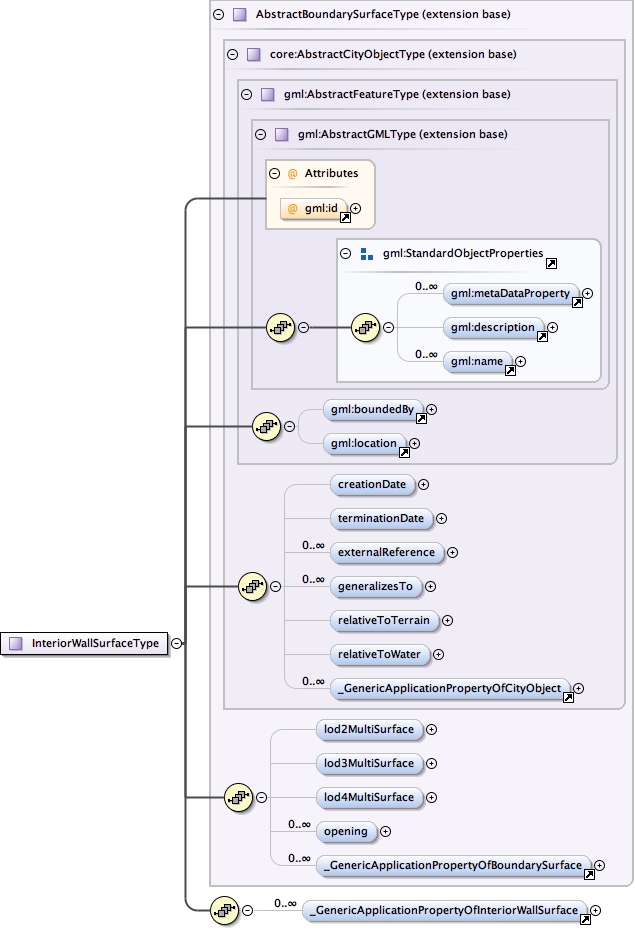 AbstractBoundarySurfaceType (extension base)
core:AbstractCityObjectType (extension base)
gml:AbstractFeatureType (extension base)
gml:AbstractGMLType (extension base)
@ Attributes
@ gml:id
gml:StandardObjectProperties
0..∞
gml:metaDataProperty
gml:description
0..∞
gml:name
gml:boundedBy
gml:location
creationDate
terminationDate
0..∞
externalReference
0..∞
generalizesTo
relativeToTerrain
InteriorWallSurfaceType
relativeToWater
0..∞
_GenericApplicationPropertyOfCityObject
lod2MultiSurface
lod3MultiSurface
lod4MultiSurface
0..∞
opening
0..∞
_GenericApplicationPropertyOfBoundarySurface
0..∞
_GenericApplicationPropertyOfInteriorWallSurface